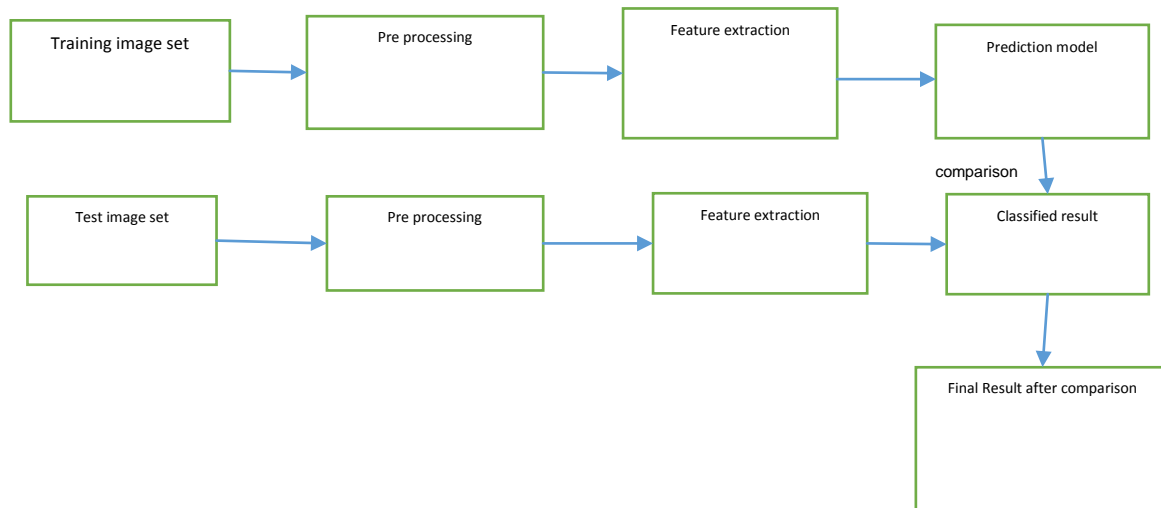 Training image set
Pre processing
Feature extraction
Prediction model
comparison
Test image set
Pre processing
Feature extraction
Classified result
Final Result after comparison